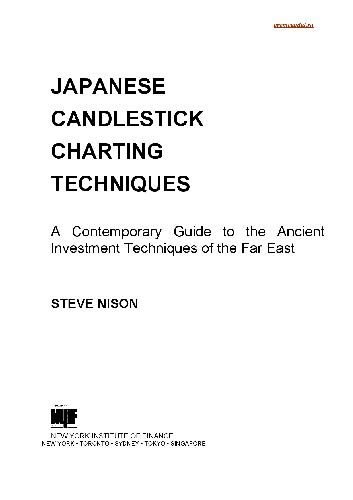 JAPANESE
CANDLESTICK
CHARTING
TECHNIQUES
A Contemporary Guide to the Ancient
Investment Techniques of the Far East
STEVE NISON
NEW YORK INSTITUTE OF FINANCE
NEW YORK • TORONTO • SYDNEY • TOKYO • SINGAPORE